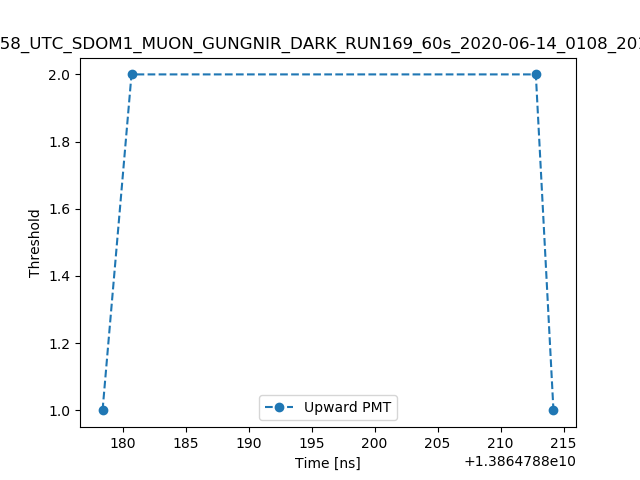 58_UTC_SDOM1_MUON_GUNGNIR_DARK_RUN169_60s_2020-06-14_0108_201
2.0
1.8
1.6
1.4
1.2
1.0
Threshold
Upward PMT
180 185 190 195 200 205 210 215
Time [ns]
+1.3864788e10